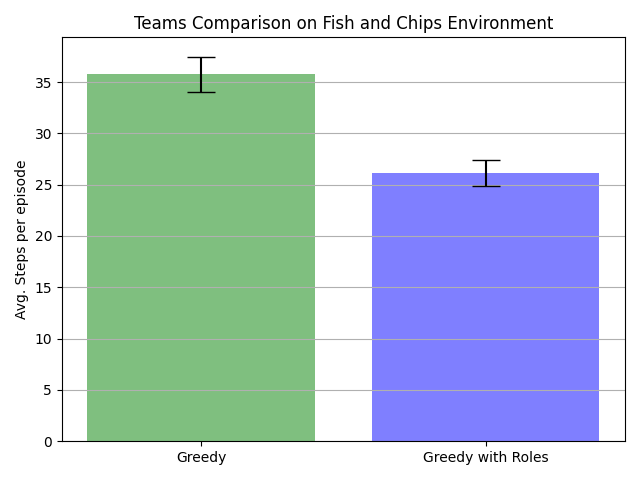 Teams Comparison on Fish and Chips Environment
Avg. Steps per episode
35
30
25
20
15
10
5
0
Greedy
Greedy with Roles